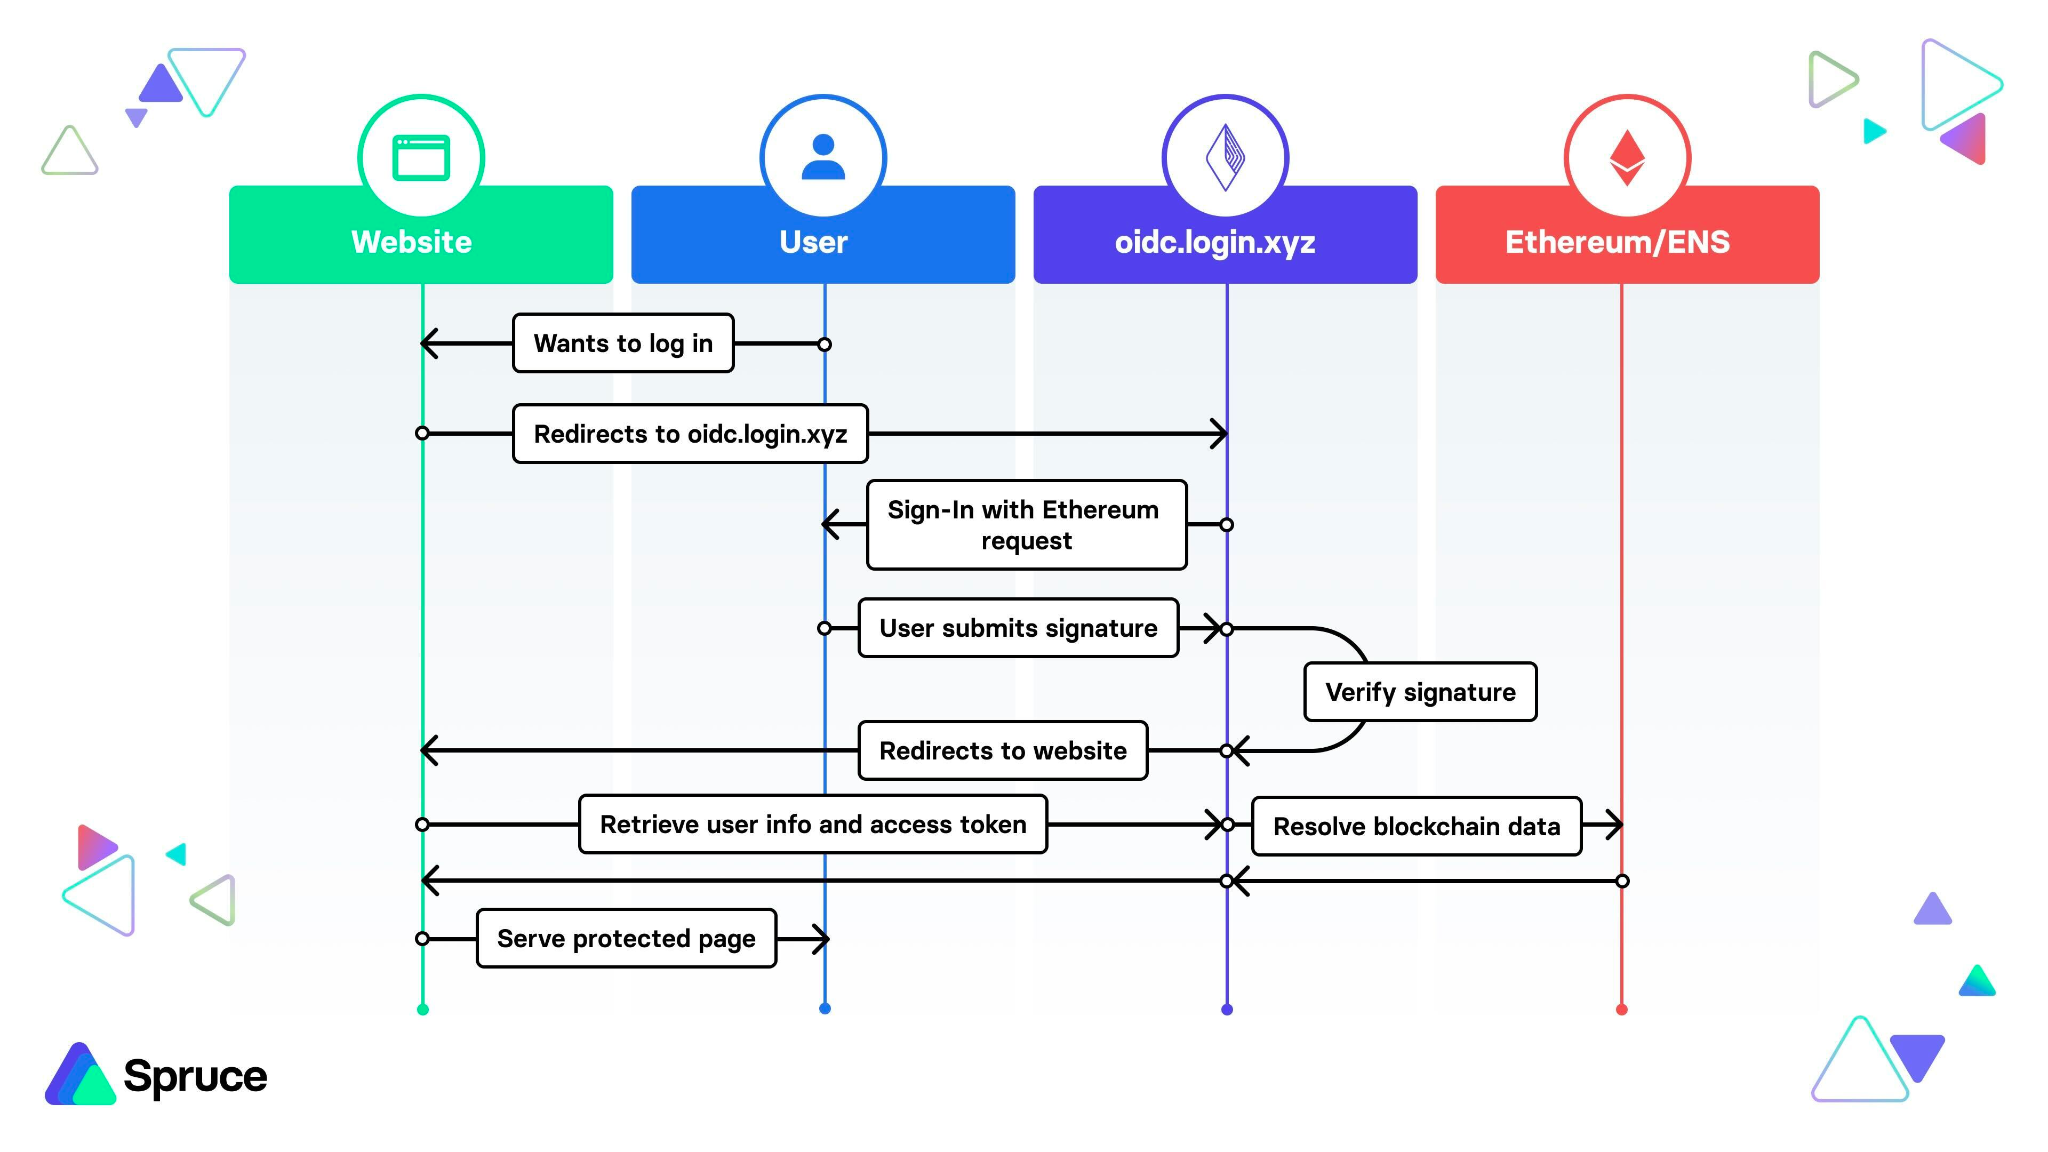 Website
User
oidc.login.xyz
Ethereum/ENS
Wants to log in
Redirects to oidc.login.xyz
Sign-In with Ethereum
request
User submits signature
Verify signature
Redirects to website
Retrieve user info and access token
Resolve blockchain data
Serve protected page
Spruce